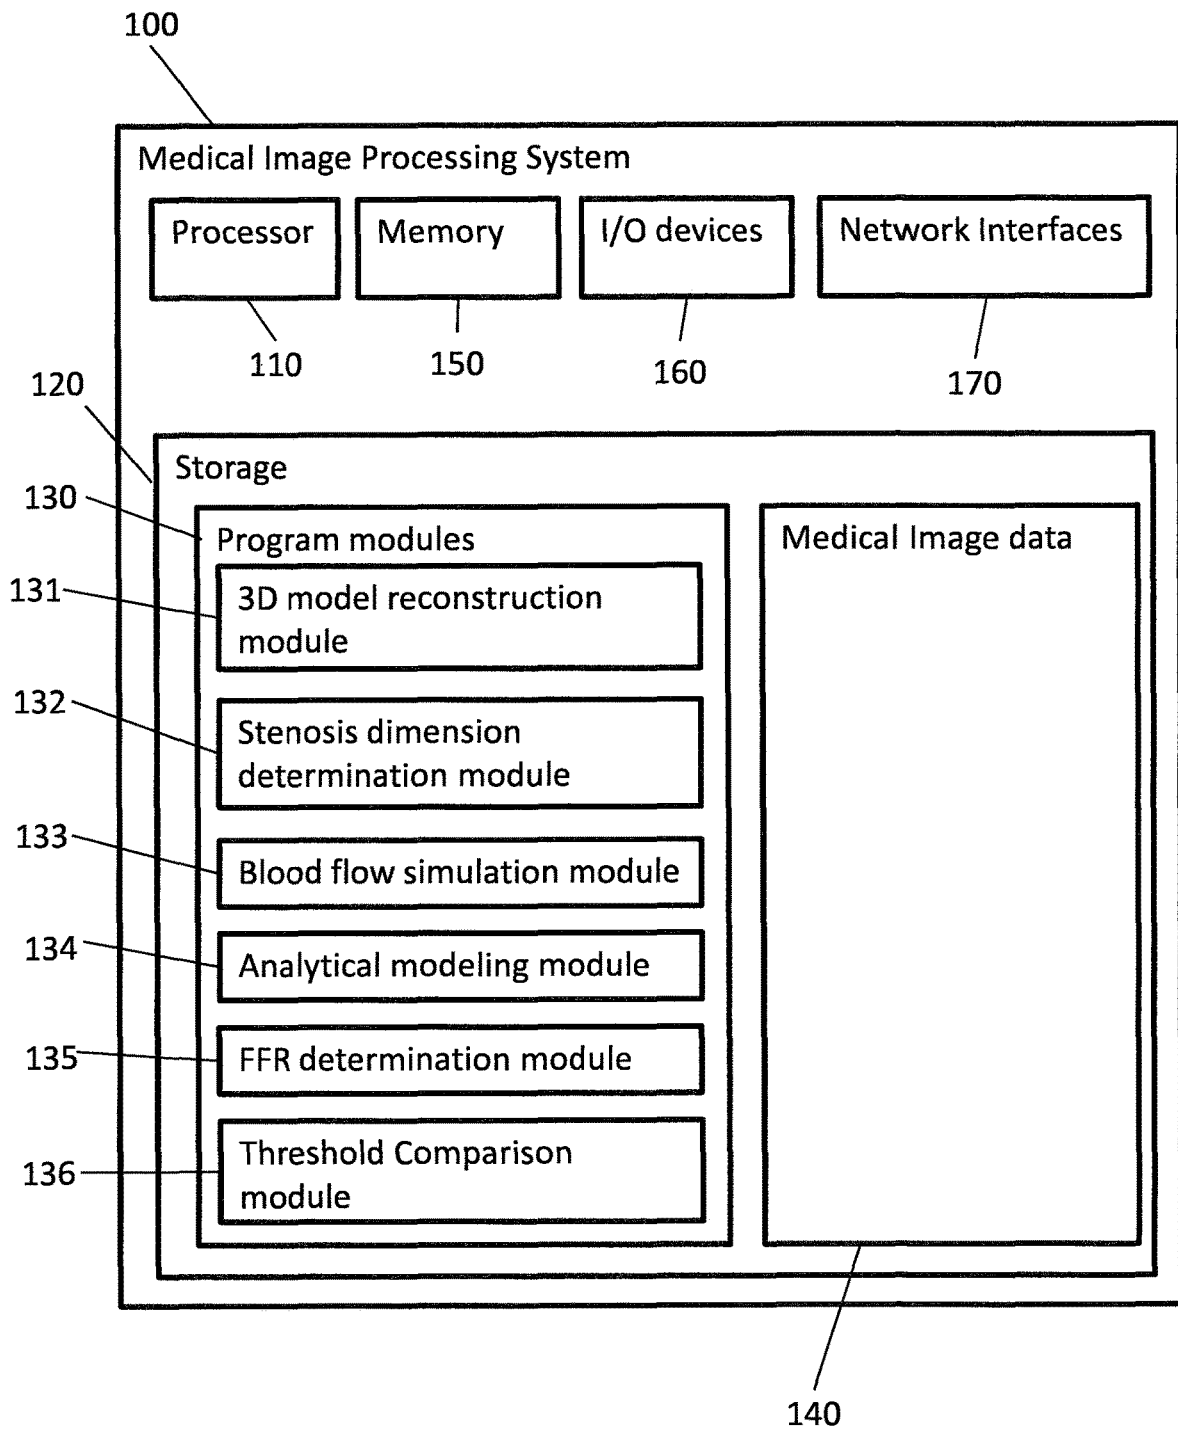 100
Medical Image Processing System
Processor
Memory
I/O devices
Network Interfaces
110
150
160
170
120
Storage
130
Program modules
Medical Image data
131
3D model reconstruction
module
132
Stenosis dimension
determination module
133
Blood flow simulation module
134
Analytical modeling module
135
FFR determination module
136
Threshold Comparison
module
140